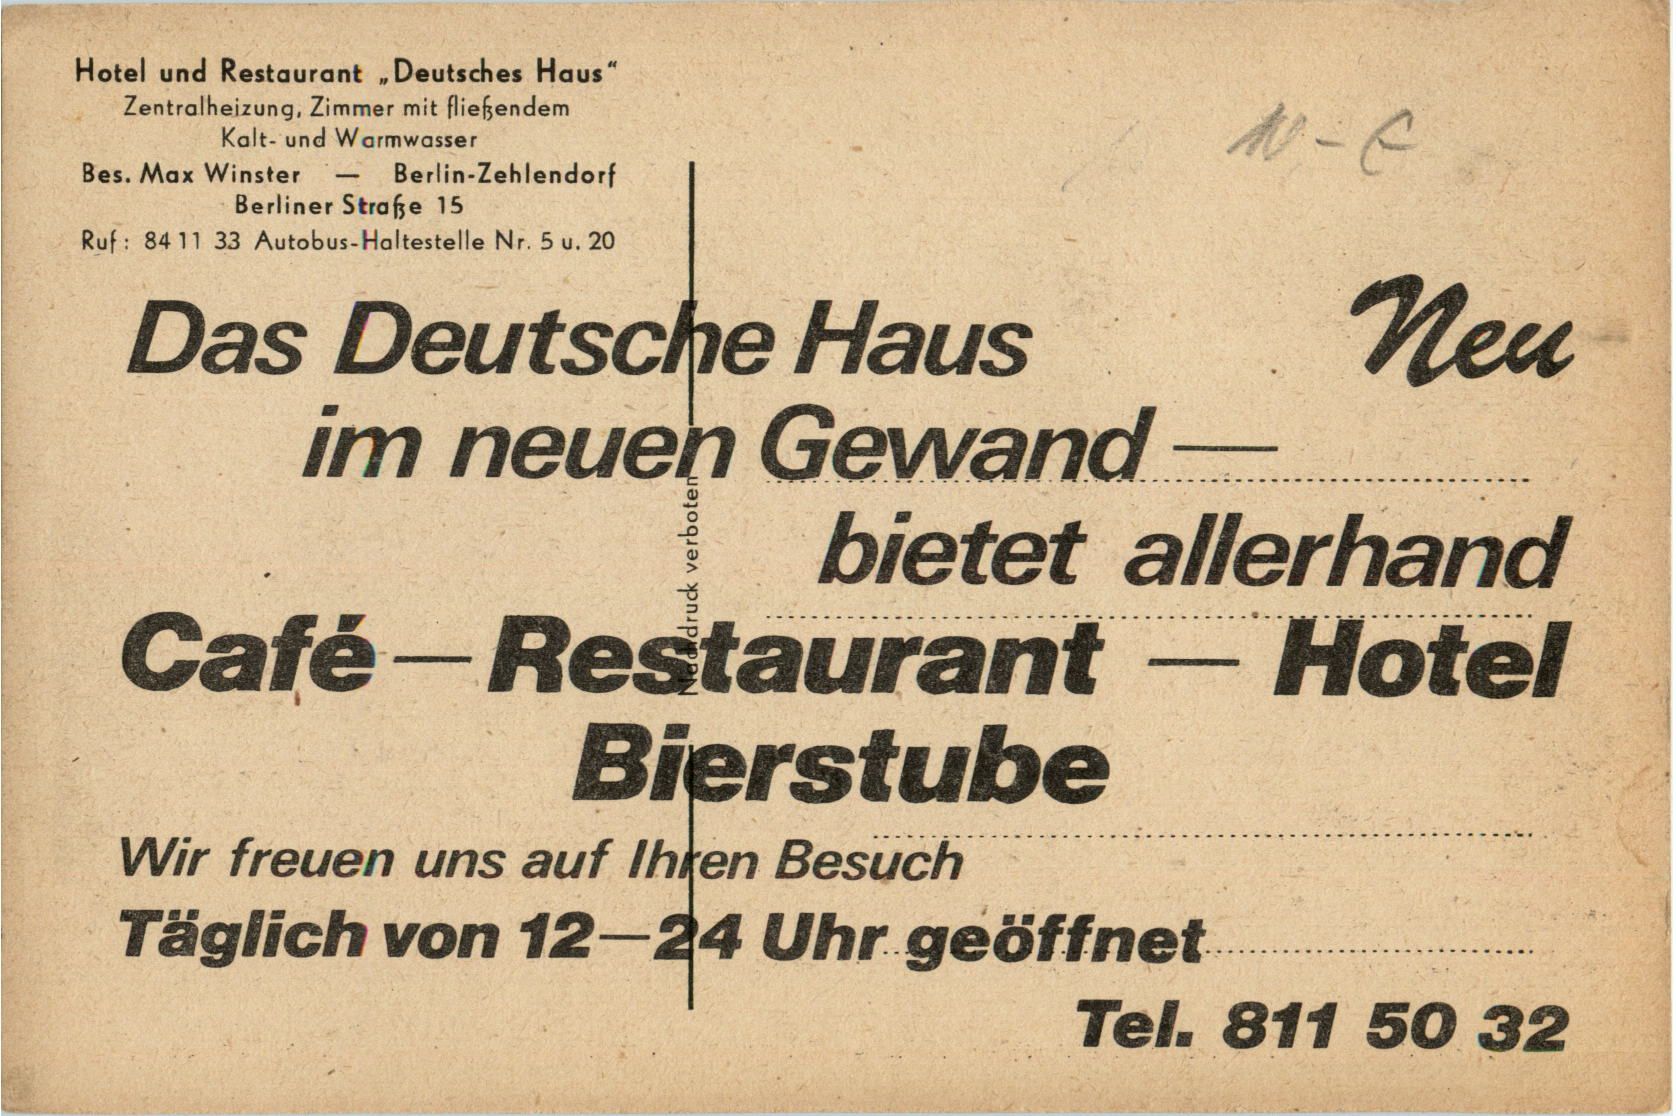 Hotel und Restaurant „Deutsches Haus“
Zentralheizung, Zimmer mit fließendem
Kalt- und Warmwasser
Bes. Max Winster — Berlin-Zehlendorf
Berliner Straße 15
Ruf: 84 11 33 Autobus-Haltestelle Nr. 5 u. 20
Neu
Das Deutsche Haus
im neuen Gewand —
bietet allerhand
Café — Restaurant — Hotel
Bierstube
Wir freuen uns auf Ihren Besuch
Täglich von 12—24 Uhr geöffnet
Tel. 811 50 32
Nachdruck verboten